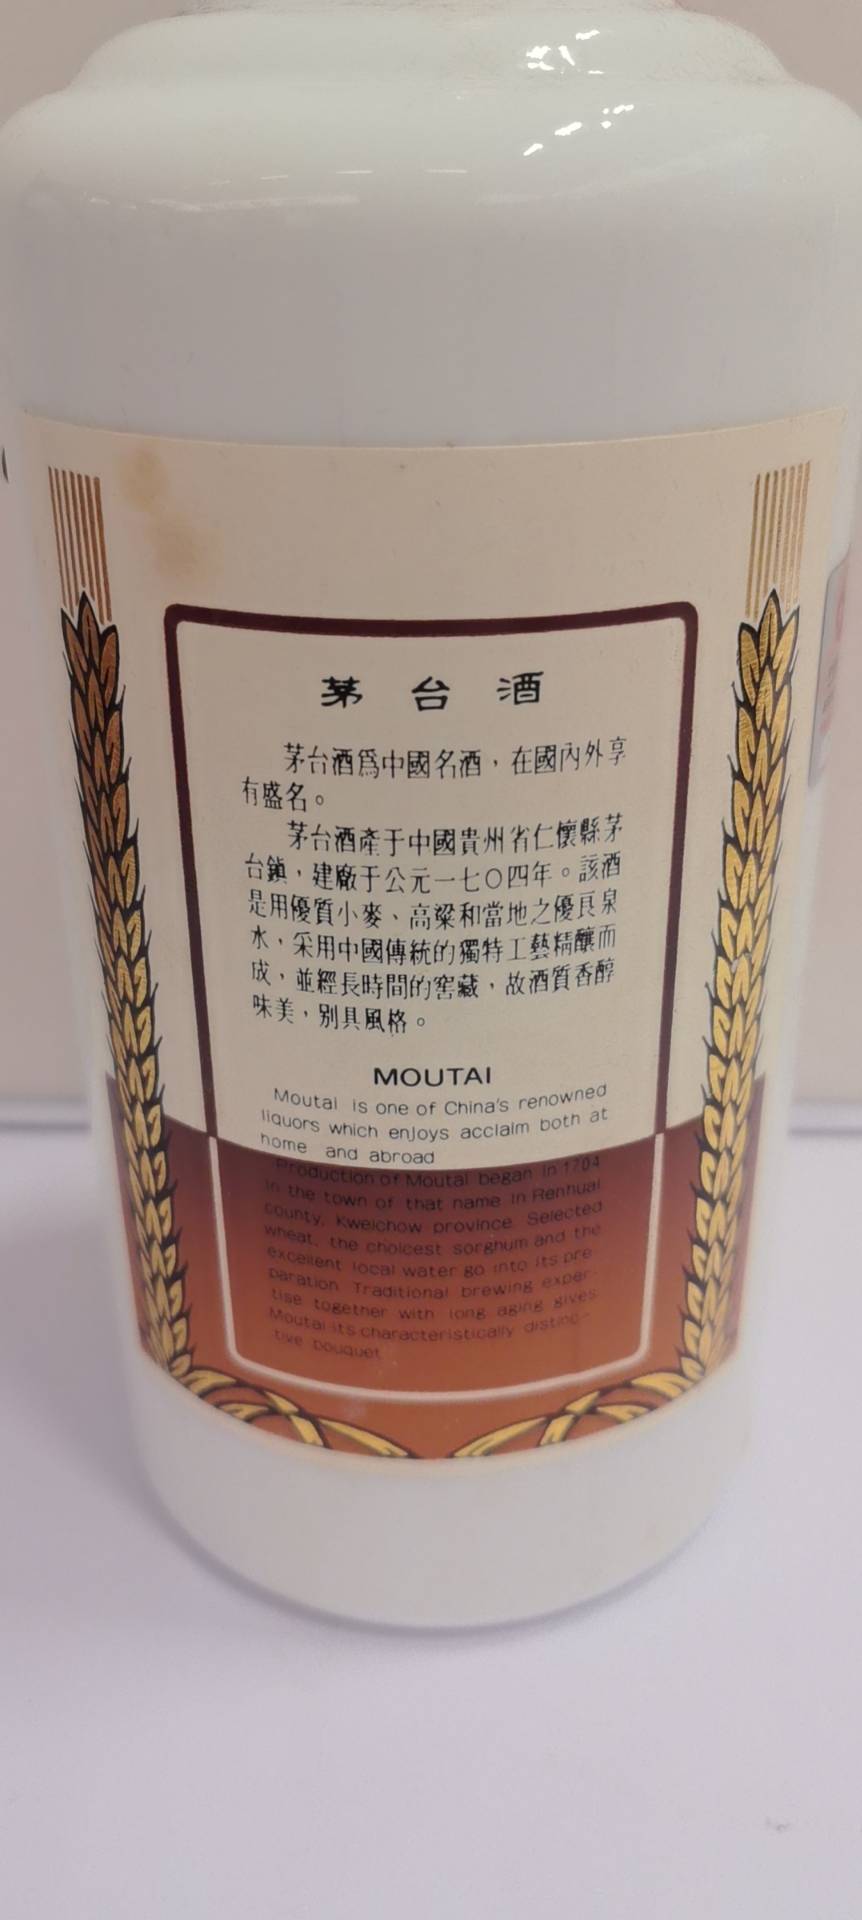 茅台酒
茅台酒爲中國名酒，在國內外享
有盛名。
茅台酒產于中國貴州省仁懷縣茅
台鎮，建廠于公元一七〇四年。該酒
是用優質小麥、高粱和當地之優良泉
水，采用中國傳統的獨特工藝精釀而
成，並經長時間的窖藏，故酒質香醇
味美，别具風格。
MOUTAI
Moutai is one of China's renowned
liquors which enjoys acclaim both at
home and abroad
Production of Moutai began in 1704
in the town of that name in Renhuai
county, Kweichow province Selected
wheat, the choicest sorghum and the
excellent local water go into its pre
paration Traditional brewing exper-
tise together with long aging gives
Moutai its characteristically distinc-
tive bouquet